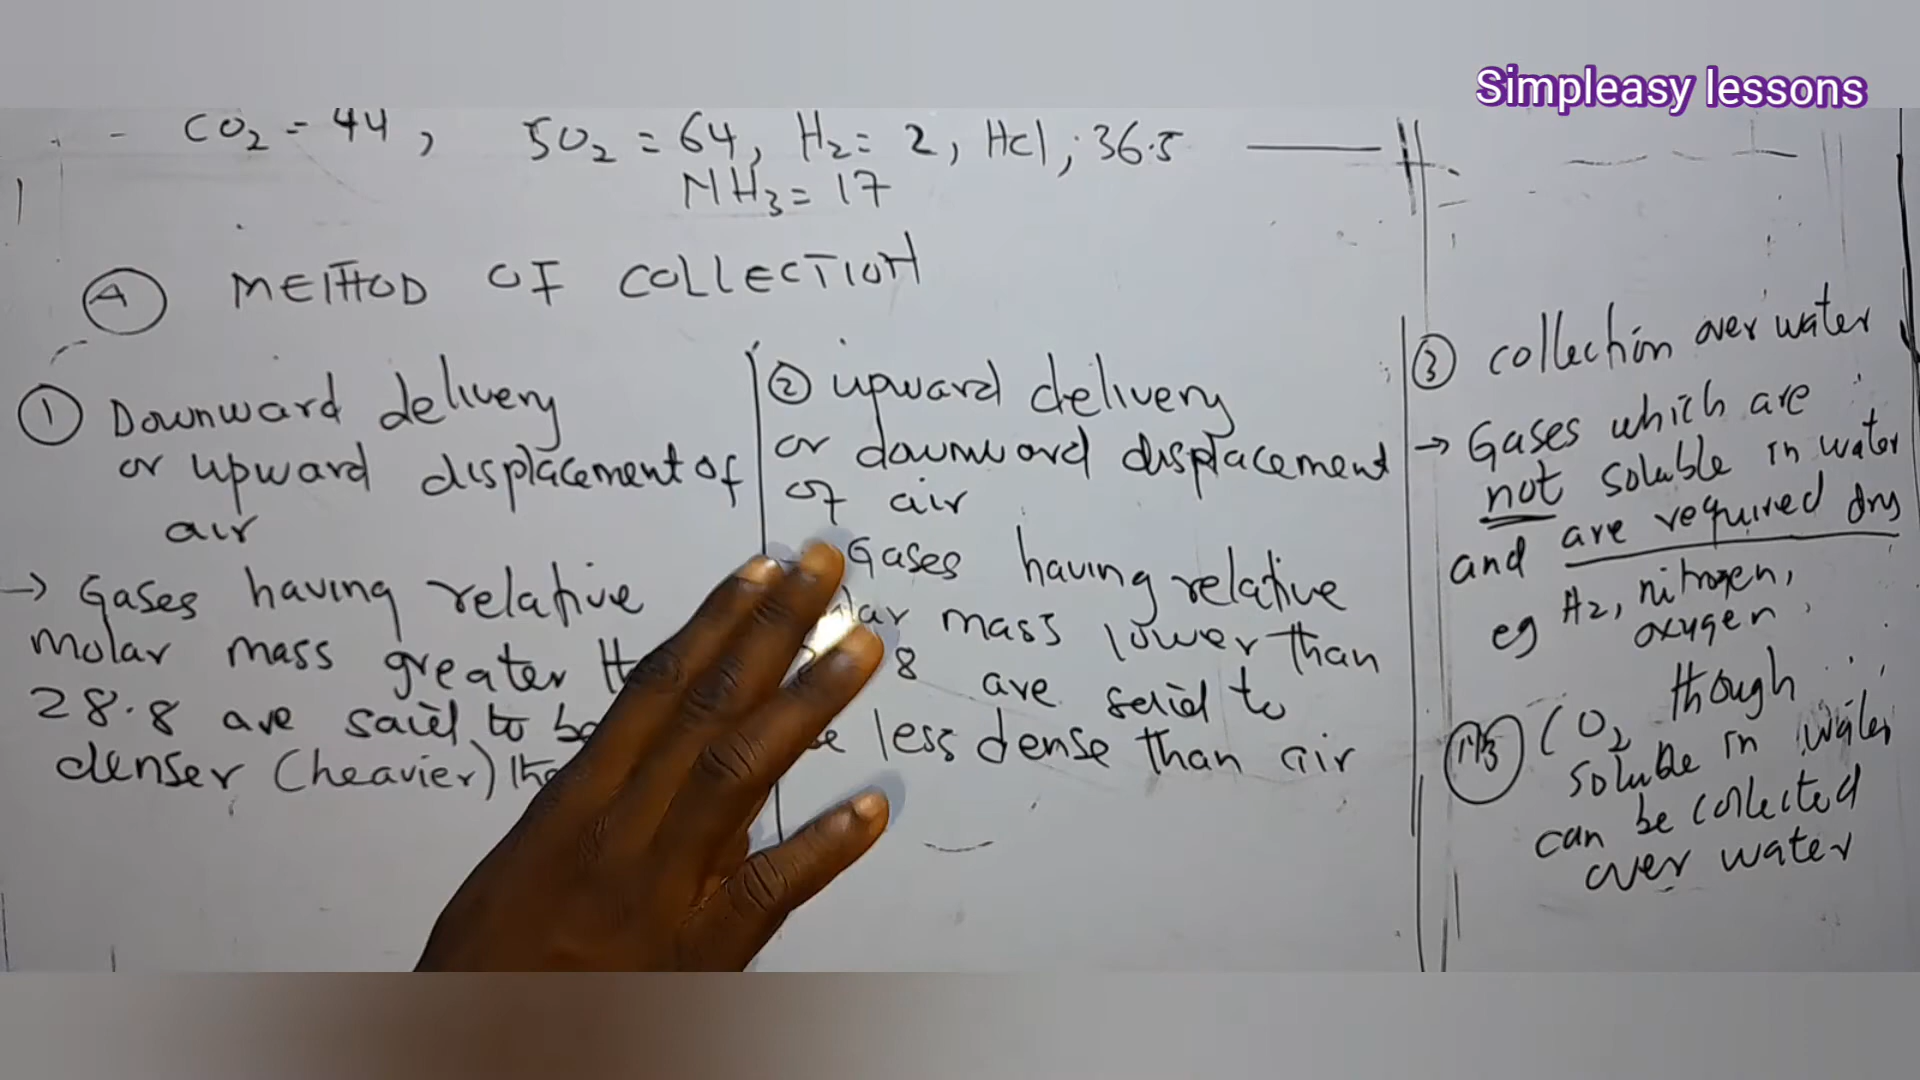 Simpleasy lessons
CO2 = 44, SO2 = 64, H2 = 2, HCl, 36.5
NH3 = 17
A METHOD OF COLLECTION
1 Downward delivery
or upward displacement of
air
→ Gases having relative
molar mass greater
28.8 are said to be
denser (heavier)
2 upward delivery
or downward displacement
of air
Gases having relative
mass lower than
8 are said to
less dense than air
3 collection over water
→ Gases which are
not soluble in water
and are required dry
eg H2, nitrogen,
oxygen
NB CO2 though
soluble in water
can be collected
over water